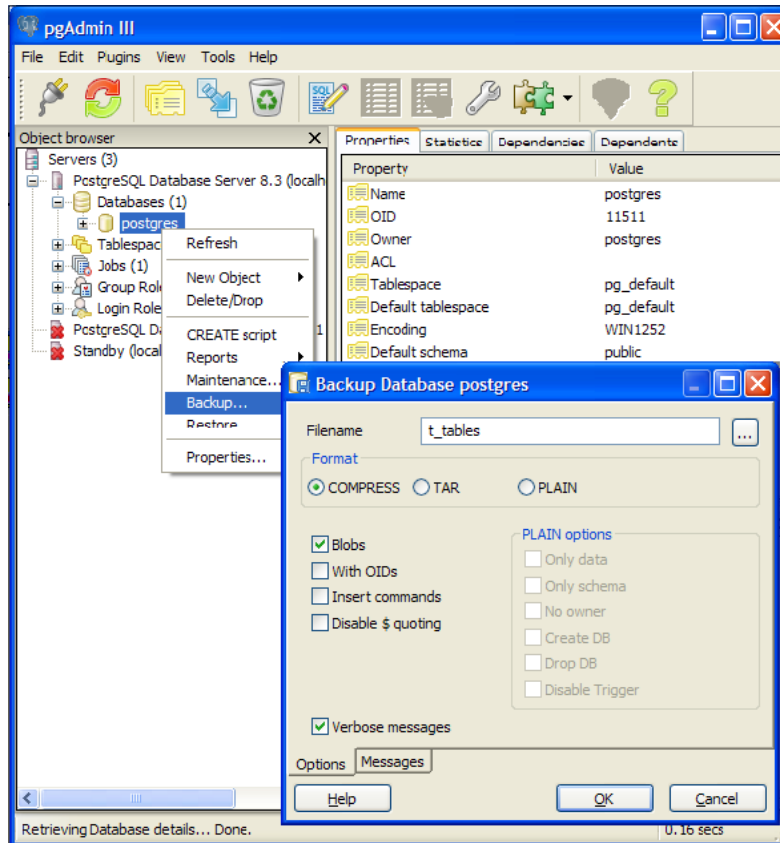 pgAdmin III
File Edit Pugins View Tools Help
Object browser
Servers (3)
PostgreSQL Database Server 8.3 (localh
Databases (1)
postgres
Tablespac
Jobs (1)
Group Role
Login Role
PostgreSQL Da 1
Standby (local
Refresh
New Object
Delete/Drop
CREATE script
Reports
Maintenance...
Backup...
Restore
Properties...
Properties Statistics Dependencies Dependents
Property Value
Name postgres
OID 11511
Owner postgres
ACL
Tablespace pg_default
Default tablespace pg_default
Encoding WIN1252
Default schema public
Backup Database postgres
Filename t_tables ...
Format
COMPRESS TAR PLAIN
Blobs
With OIDs
Insert commands
Disable $ quoting
PLAIN options
Only data
Only schema
No owner
Create DB
Drop DB
Disable Trigger
Verbose messages
Options Messages
Help OK Cancel
Retrieving Database details... Done. 0.16 secs